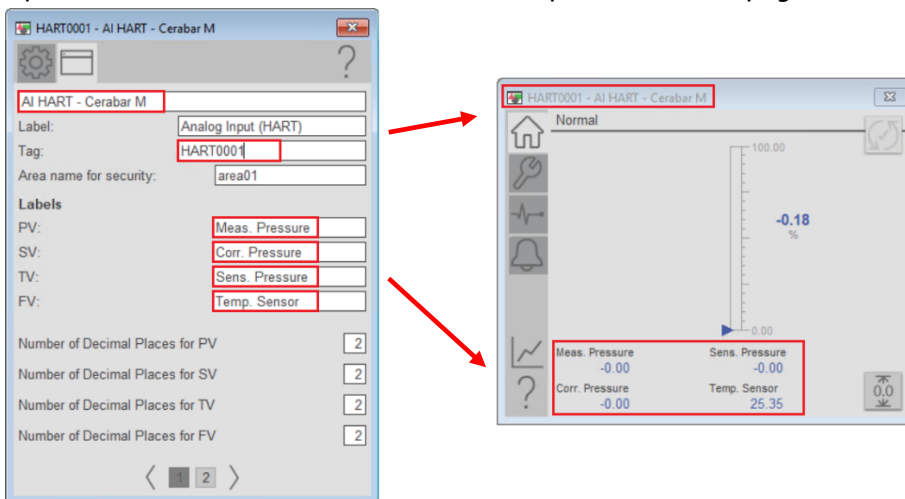 HART0001 - AI HART - Cerabar M
?
AI HART - Cerabar M
Label: Analog Input (HART)
Tag: HART0001
Area name for security: area01
Labels
PV: Meas. Pressure
SV: Corr. Pressure
TV: Sens. Pressure
FV: Temp. Sensor
Number of Decimal Places for PV 2
Number of Decimal Places for SV 2
Number of Decimal Places for TV 2
Number of Decimal Places for FV 2
1 2
HART0001 - AI HART - Cerabar M
Normal
100.00
-0.18
%
0.00
Meas. Pressure Sens. Pressure
-0.00 -0.00
Corr. Pressure Temp. Sensor
-0.00 25.35
?
0.0